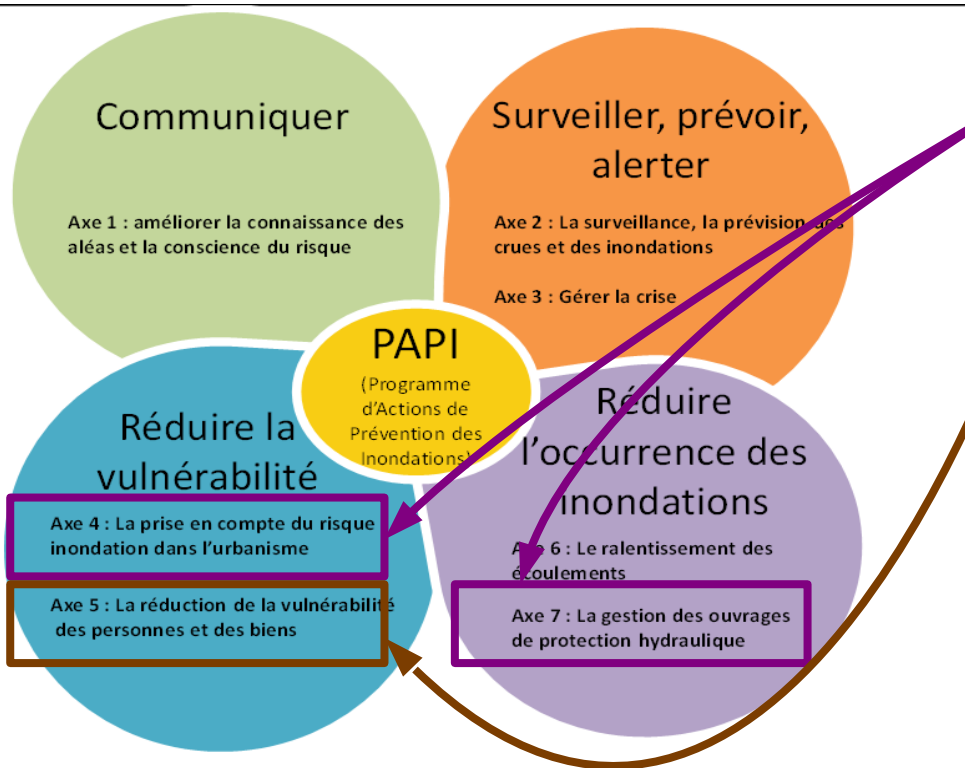 Communiquer
Axe 1 : améliorer la connaissance des
aléas et la conscience du risque
Surveiller, prévoir,
alerter
Axe 2 : La surveillance, la prévision des
crues et des inondations
Axe 3 : Gérer la crise
PAPI
(Programme
d’Actions de
Prévention des
Inondations)
Réduire la
vulnérabilité
Axe 4 : La prise en compte du risque
inondation dans l’urbanisme
Axe 5 : La réduction de la vulnérabilité
des personnes et des biens
Réduire
l’occurrence des
inondations
Axe 6 : Le ralentissement des
écoulements
Axe 7 : La gestion des ouvrages
de protection hydraulique